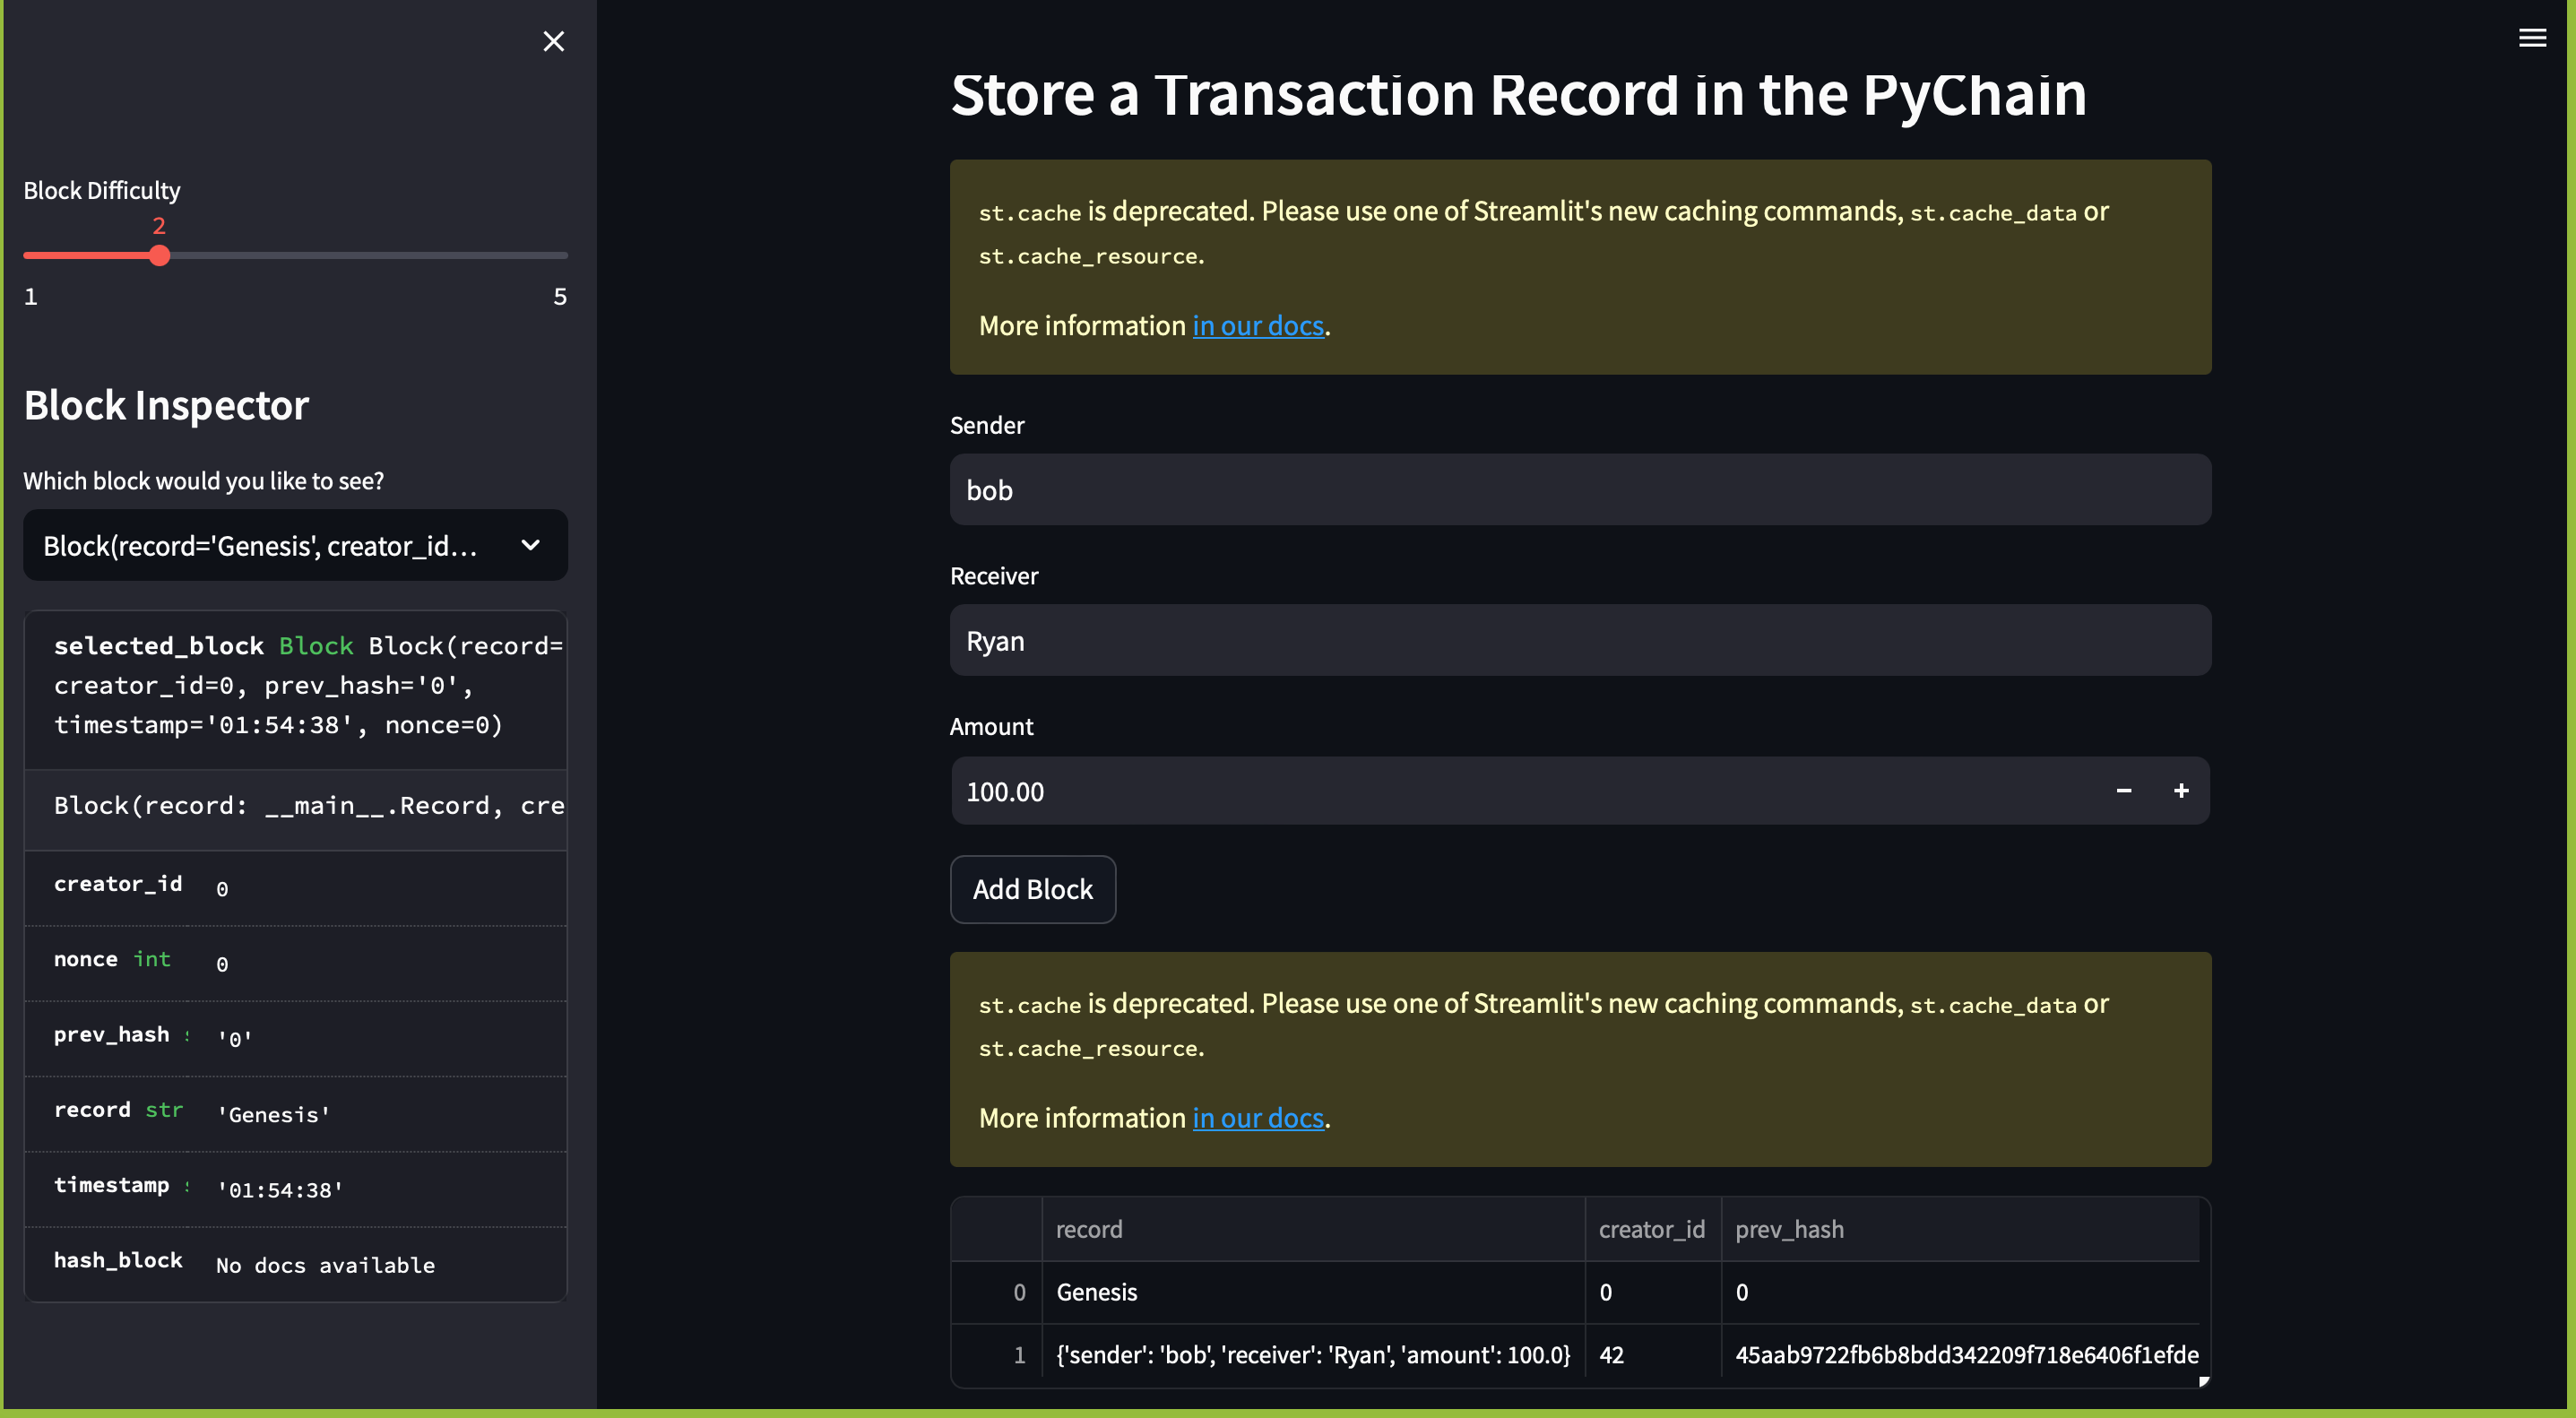 Block Difficulty
2
1
5
Block Inspector
Which block would you like to see?
Block(record='Genesis', creator_id...
selected_block Block Block(record=
creator_id=0, prev_hash='0',
timestamp='01:54:38', nonce=0)
Block(record: __main__.Record, cre
creator_id 0
nonce int 0
prev_hash '0'
record str 'Genesis'
timestamp '01:54:38'
hash_block No docs available
Store a Transaction Record in the PyChain
st.cache is deprecated. Please use one of Streamlit's new caching commands, st.cache_data or
st.cache_resource.
More information in our docs.
Sender
bob
Receiver
Ryan
Amount
100.00
Add Block
st.cache is deprecated. Please use one of Streamlit's new caching commands, st.cache_data or
st.cache_resource.
More information in our docs.
record creator_id prev_hash
0 Genesis 0 0
1 {'sender': 'bob', 'receiver': 'Ryan', 'amount': 100.0} 42 45aab9722fb6b8bdd342209f718e6406f1efde